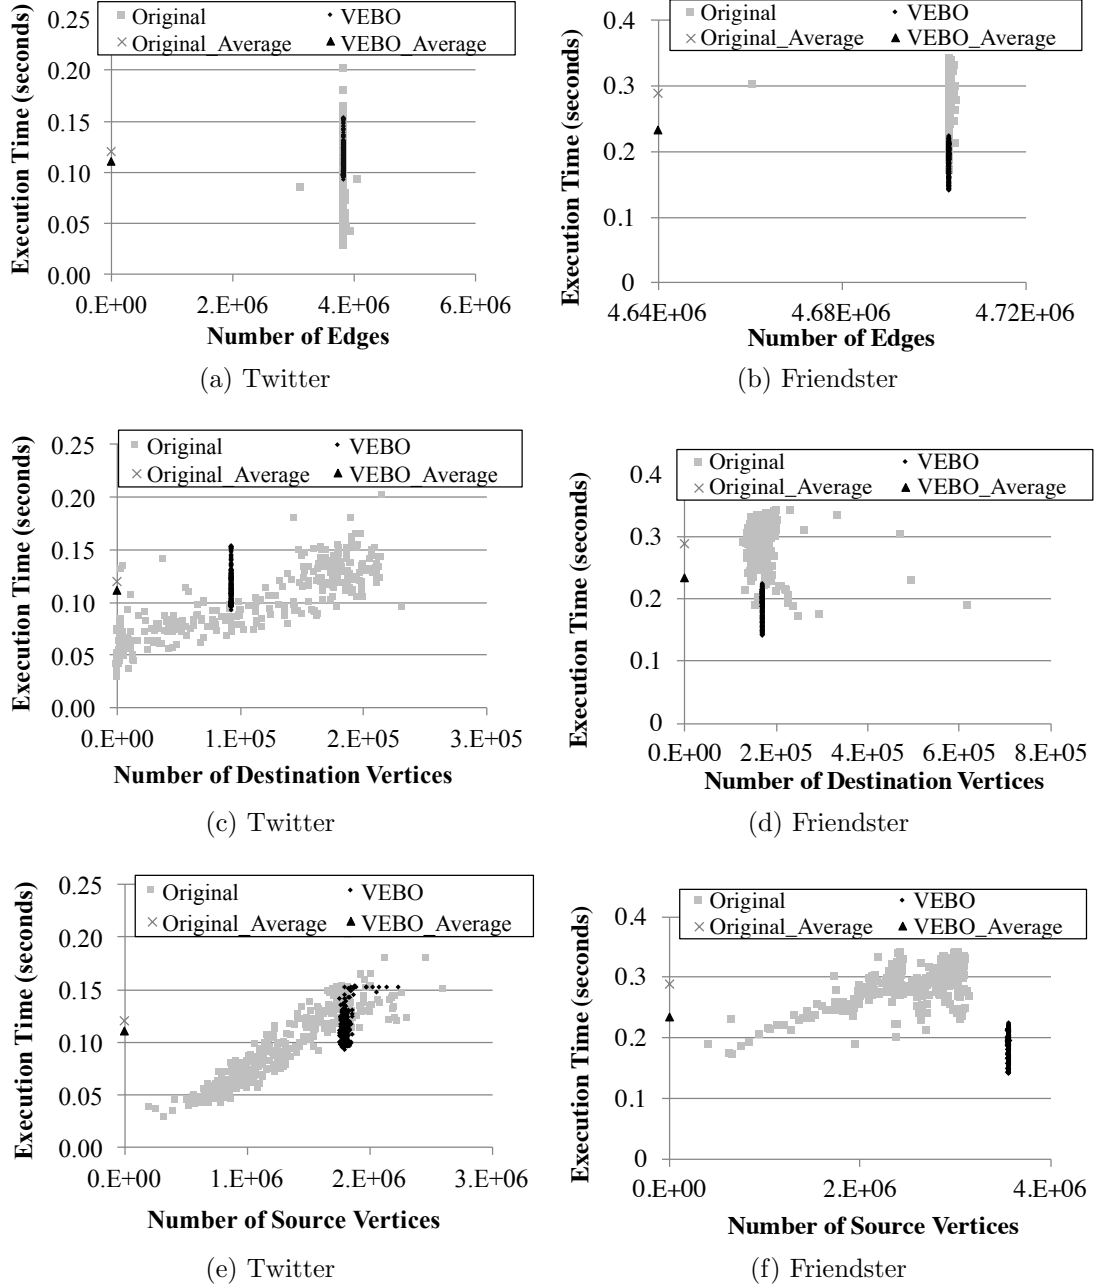 Original VEBO
Original_Average VEBO_Average
Execution Time (seconds)
0.25
0.20
0.15
0.10
0.05
0.00
0.E+00 2.E+06 4.E+06 6.E+06
Number of Edges
(a) Twitter
Original VEBO
Original_Average VEBO_Average
Execution Time (seconds)
0.4
0.3
0.2
0.1
0
4.64E+06 4.68E+06 4.72E+06
Number of Edges
(b) Friendster
Original VEBO
Original_Average VEBO_Average
Execution Time (seconds)
0.25
0.20
0.15
0.10
0.05
0.00
0.E+00 1.E+05 2.E+05 3.E+05
Number of Destination Vertices
(c) Twitter
Original VEBO
Original_Average VEBO_Average
Execution Time (seconds)
0.4
0.3
0.2
0.1
0
0.E+00 2.E+05 4.E+05 6.E+05 8.E+05
Number of Destination Vertices
(d) Friendster
Original VEBO
Original_Average VEBO_Average
Execution Time (seconds)
0.25
0.20
0.15
0.10
0.05
0.00
0.E+00 1.E+06 2.E+06 3.E+06
Number of Source Vertices
(e) Twitter
Original VEBO
Original_Average VEBO_Average
Execution Time (seconds)
0.4
0.3
0.2
0.1
0
0.E+00 2.E+06 4.E+06
Number of Source Vertices
(f) Friendster